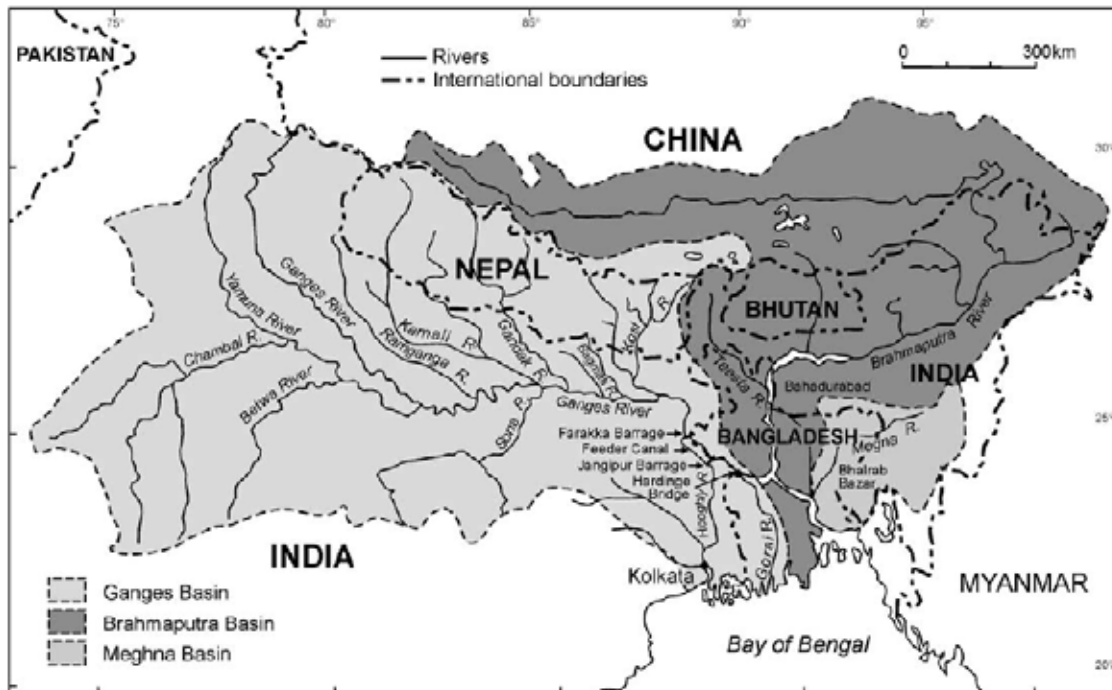 75°
80°
85°
90°
95°
PAKISTAN
Rivers
International boundaries
0 300km
CHINA
30°
NEPAL
BHUTAN
Yamuna River
Ganges River
Chambal R.
Karnali R.
Ramganga R.
Gandak R.
Bagmati R.
Kosi R.
Teesta R.
Brahmaputra River
Betwa River
Sone R.
Ganges River
Bahadurabad
INDIA
25°
BANGLADESH
Megna R.
Farakka Barrage
Feeder Canal
Jangipur Barrage
Hardinge
Bridge
Bhairab
Bazar
Hooghly R.
Gorai R.
INDIA
Kolkata
MYANMAR
Ganges Basin
Brahmaputra Basin
Meghna Basin
Bay of Bengal
20°